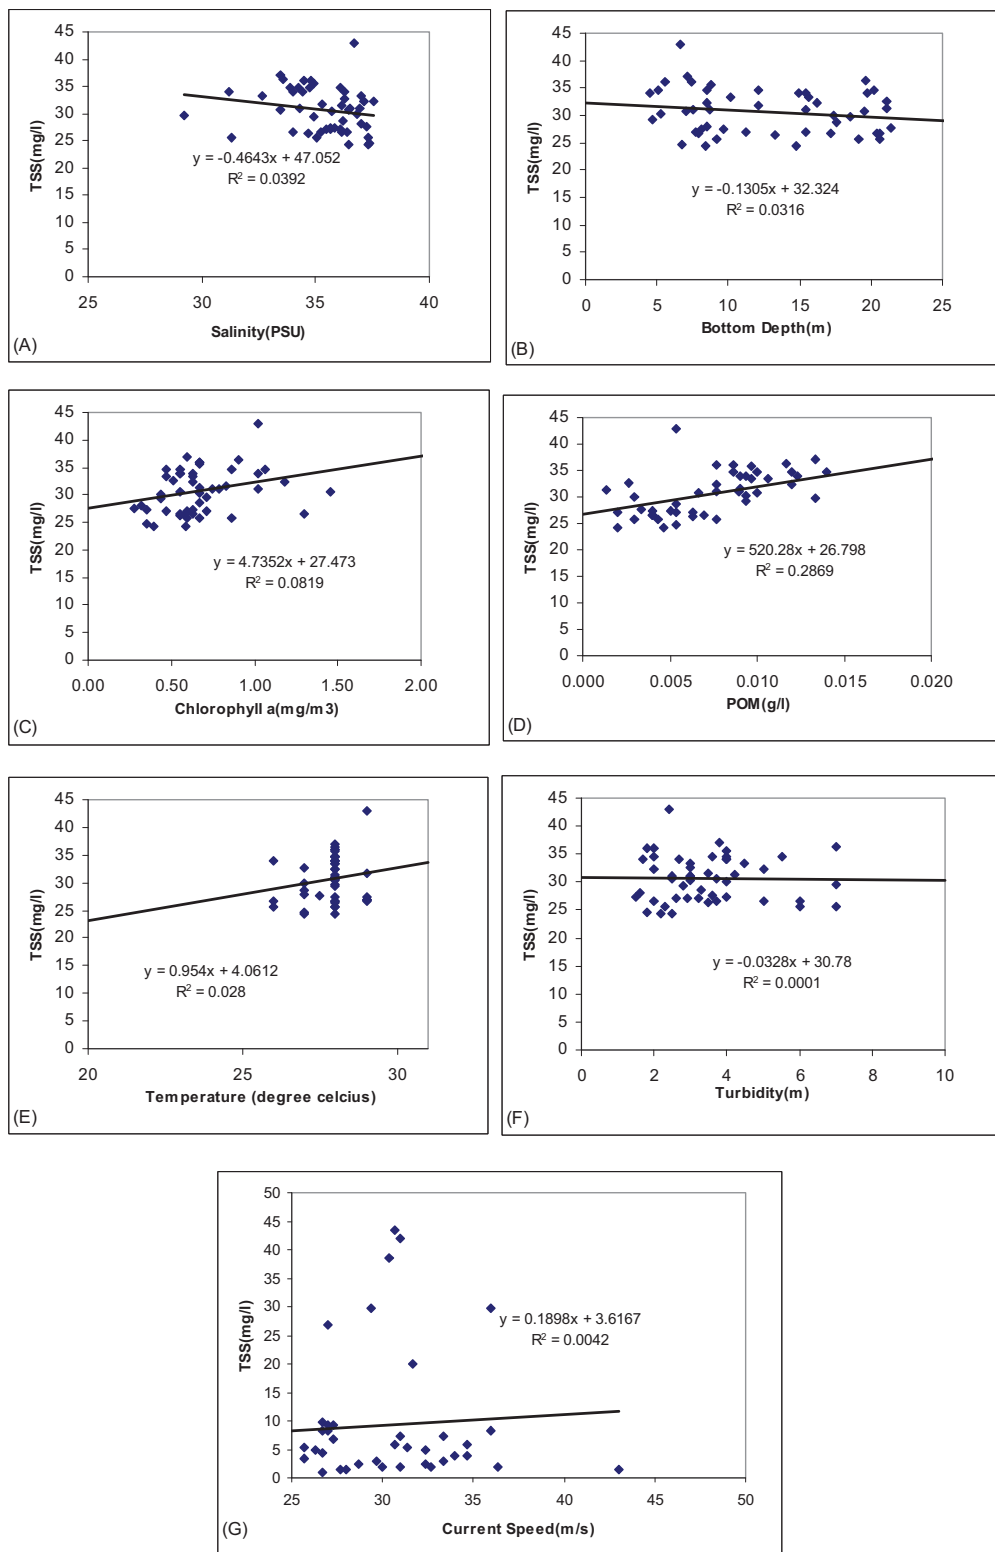 45
40
35
30
25
20
15
10
5
0
TSS(mg/l)
y = -0.4643x + 47.052
R² = 0.0392
25 30 35 40
Salinity(PSU)
(A)
45
40
35
30
25
20
15
10
5
0
TSS(mg/l)
y = -0.1305x + 32.324
R² = 0.0316
0 5 10 15 20 25
Bottom Depth(m)
(B)
45
40
35
30
25
20
15
10
5
0
TSS(mg/l)
y = 4.7352x + 27.473
R² = 0.0819
0.00 0.50 1.00 1.50 2.00
Chlorophyll a(mg/m3)
(C)
45
40
35
30
25
20
15
10
5
0
TSS(mg/l)
y = 520.28x + 26.798
R² = 0.2869
0.000 0.005 0.010 0.015 0.020
POM(g/l)
(D)
45
40
35
30
25
20
15
10
5
0
TSS(mg/l)
y = 0.954x + 4.0612
R² = 0.028
20 25 30
Temperature (degree celcius)
(E)
45
40
35
30
25
20
15
10
5
0
TSS(mg/l)
y = -0.0328x + 30.78
R² = 0.0001
0 2 4 6 8 10
Turbidity(m)
(F)
50
45
40
35
30
25
20
15
10
5
0
TSS(mg/l)
y = 0.1898x + 3.6167
R² = 0.0042
25 30 35 40 45 50
Current Speed(m/s)
(G)